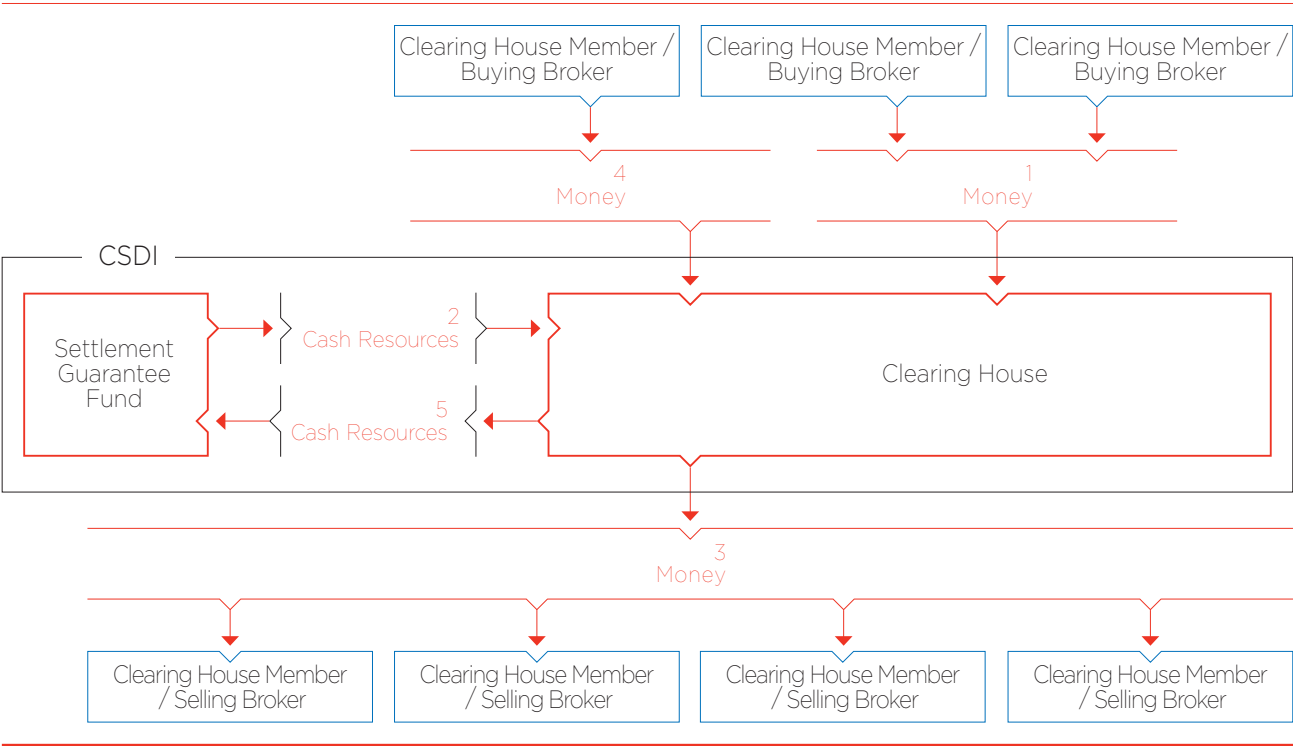 Clearing House Member /
Buying Broker
Clearing House Member /
Buying Broker
Clearing House Member /
Buying Broker
4
Money
1
Money
CSDI
Settlement
Guarantee
Fund
2
Cash Resources
5
Cash Resources
Clearing House
3
Money
Clearing House Member
/ Selling Broker
Clearing House Member
/ Selling Broker
Clearing House Member
/ Selling Broker
Clearing House Member
/ Selling Broker